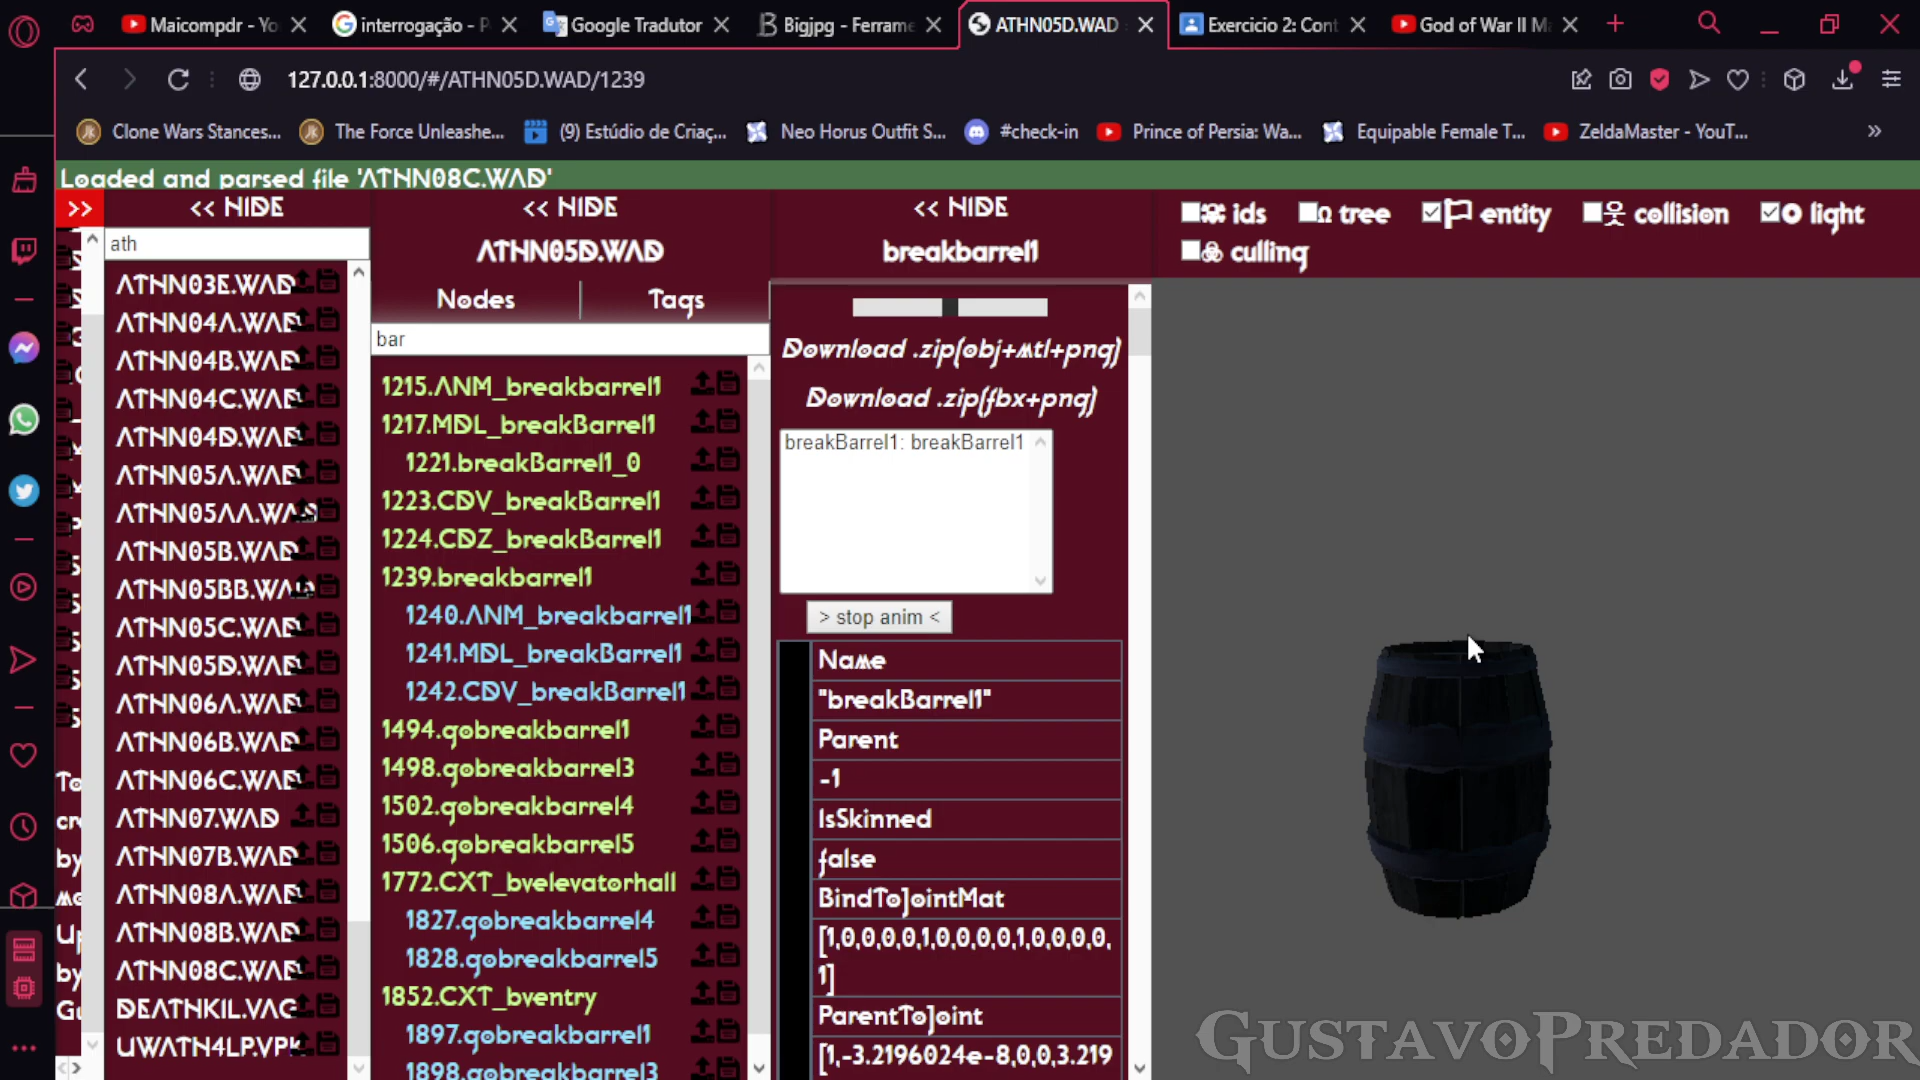 Maicompdr - Yo
interrogação - P
Google Tradutor
Bigjpg - Ferrame
ATHN05D.WAD
Exercicio 2: Cont
God of War II M
127.0.0.1:8000/#/ATHN05D.WAD/1239
Clone Wars Stances...
The Force Unleashe...
(9) Estúdio de Criaç...
Neo Horus Outfit S...
#check-in
Prince of Persia: Wa...
Equipable Female T...
ZeldaMaster - YouT...
Loaded and parsed file 'ATHN08C.WAD'
>>
<< HIDE
ath
ATHN03E.WAD
ATHN04A.WAD
ATHN04B.WAD
ATHN04C.WAD
ATHN04D.WAD
ATHN05A.WAD
ATHN05AA.WAD
ATHN05B.WAD
ATHN05BB.WAD
ATHN05C.WAD
ATHN05D.WAD
ATHN06A.WAD
ATHN06B.WAD
ATHN06C.WAD
ATHN07.WAD
ATHN07B.WAD
ATHN08A.WAD
ATHN08B.WAD
ATHN08C.WAD
DEATHKIL.VAG
UWATH4LP.VPK
<< HIDE
ATHN05D.WAD
Nodes
Tags
bar
1215.ANM_breakbarrel1
1217.MDL_breakBarrel1
1221.breakBarrel1_0
1223.CDV_breakBarrel1
1224.CDZ_breakBarrel1
1239.breakbarrel1
1240.ANM_breakbarrel1
1241.MDL_breakBarrel1
1242.CDV_breakBarrel1
1494.gobreakbarrel1
1498.gobreakbarrel3
1502.gobreakbarrel4
1506.gobreakbarrel5
1772.CXT_bvelevatorhall
1827.gobreakbarrel4
1828.gobreakbarrel5
1852.CXT_bventry
1897.gobreakbarrel1
1898.gobreakbarrel3
<< HIDE
breakbarrel1
Download .zip(obj+mtl+png)
Download .zip(fbx+png)
breakBarrel1: breakBarrel1
> stop anim <
Name
"breakBarrel1"
Parent
-1
IsSkinned
false
BindToJointMat
[1,0,0,0,0,1,0,0,0,0,1,0,0,0,0,
1]
ParentToJoint
[1,-3.2196024e-8,0,0,3.219
ids
tree
entity
collision
light
culling
GUSTAVOPREDADOR